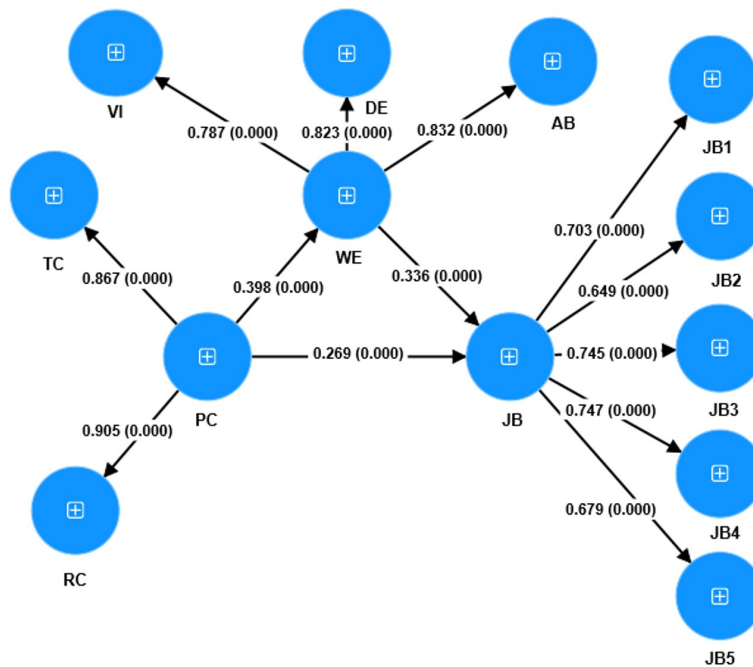 VI
DE
AB
JB1
0.787 (0.000)
0.823 (0.000)
0.832 (0.000)
TC
WE
JB2
0.703 (0.000)
0.867 (0.000)
0.398 (0.000)
0.336 (0.000)
0.649 (0.000)
PC
0.269 (0.000)
JB
0.745 (0.000)
JB3
0.905 (0.000)
0.747 (0.000)
RC
0.679 (0.000)
JB4
JB5